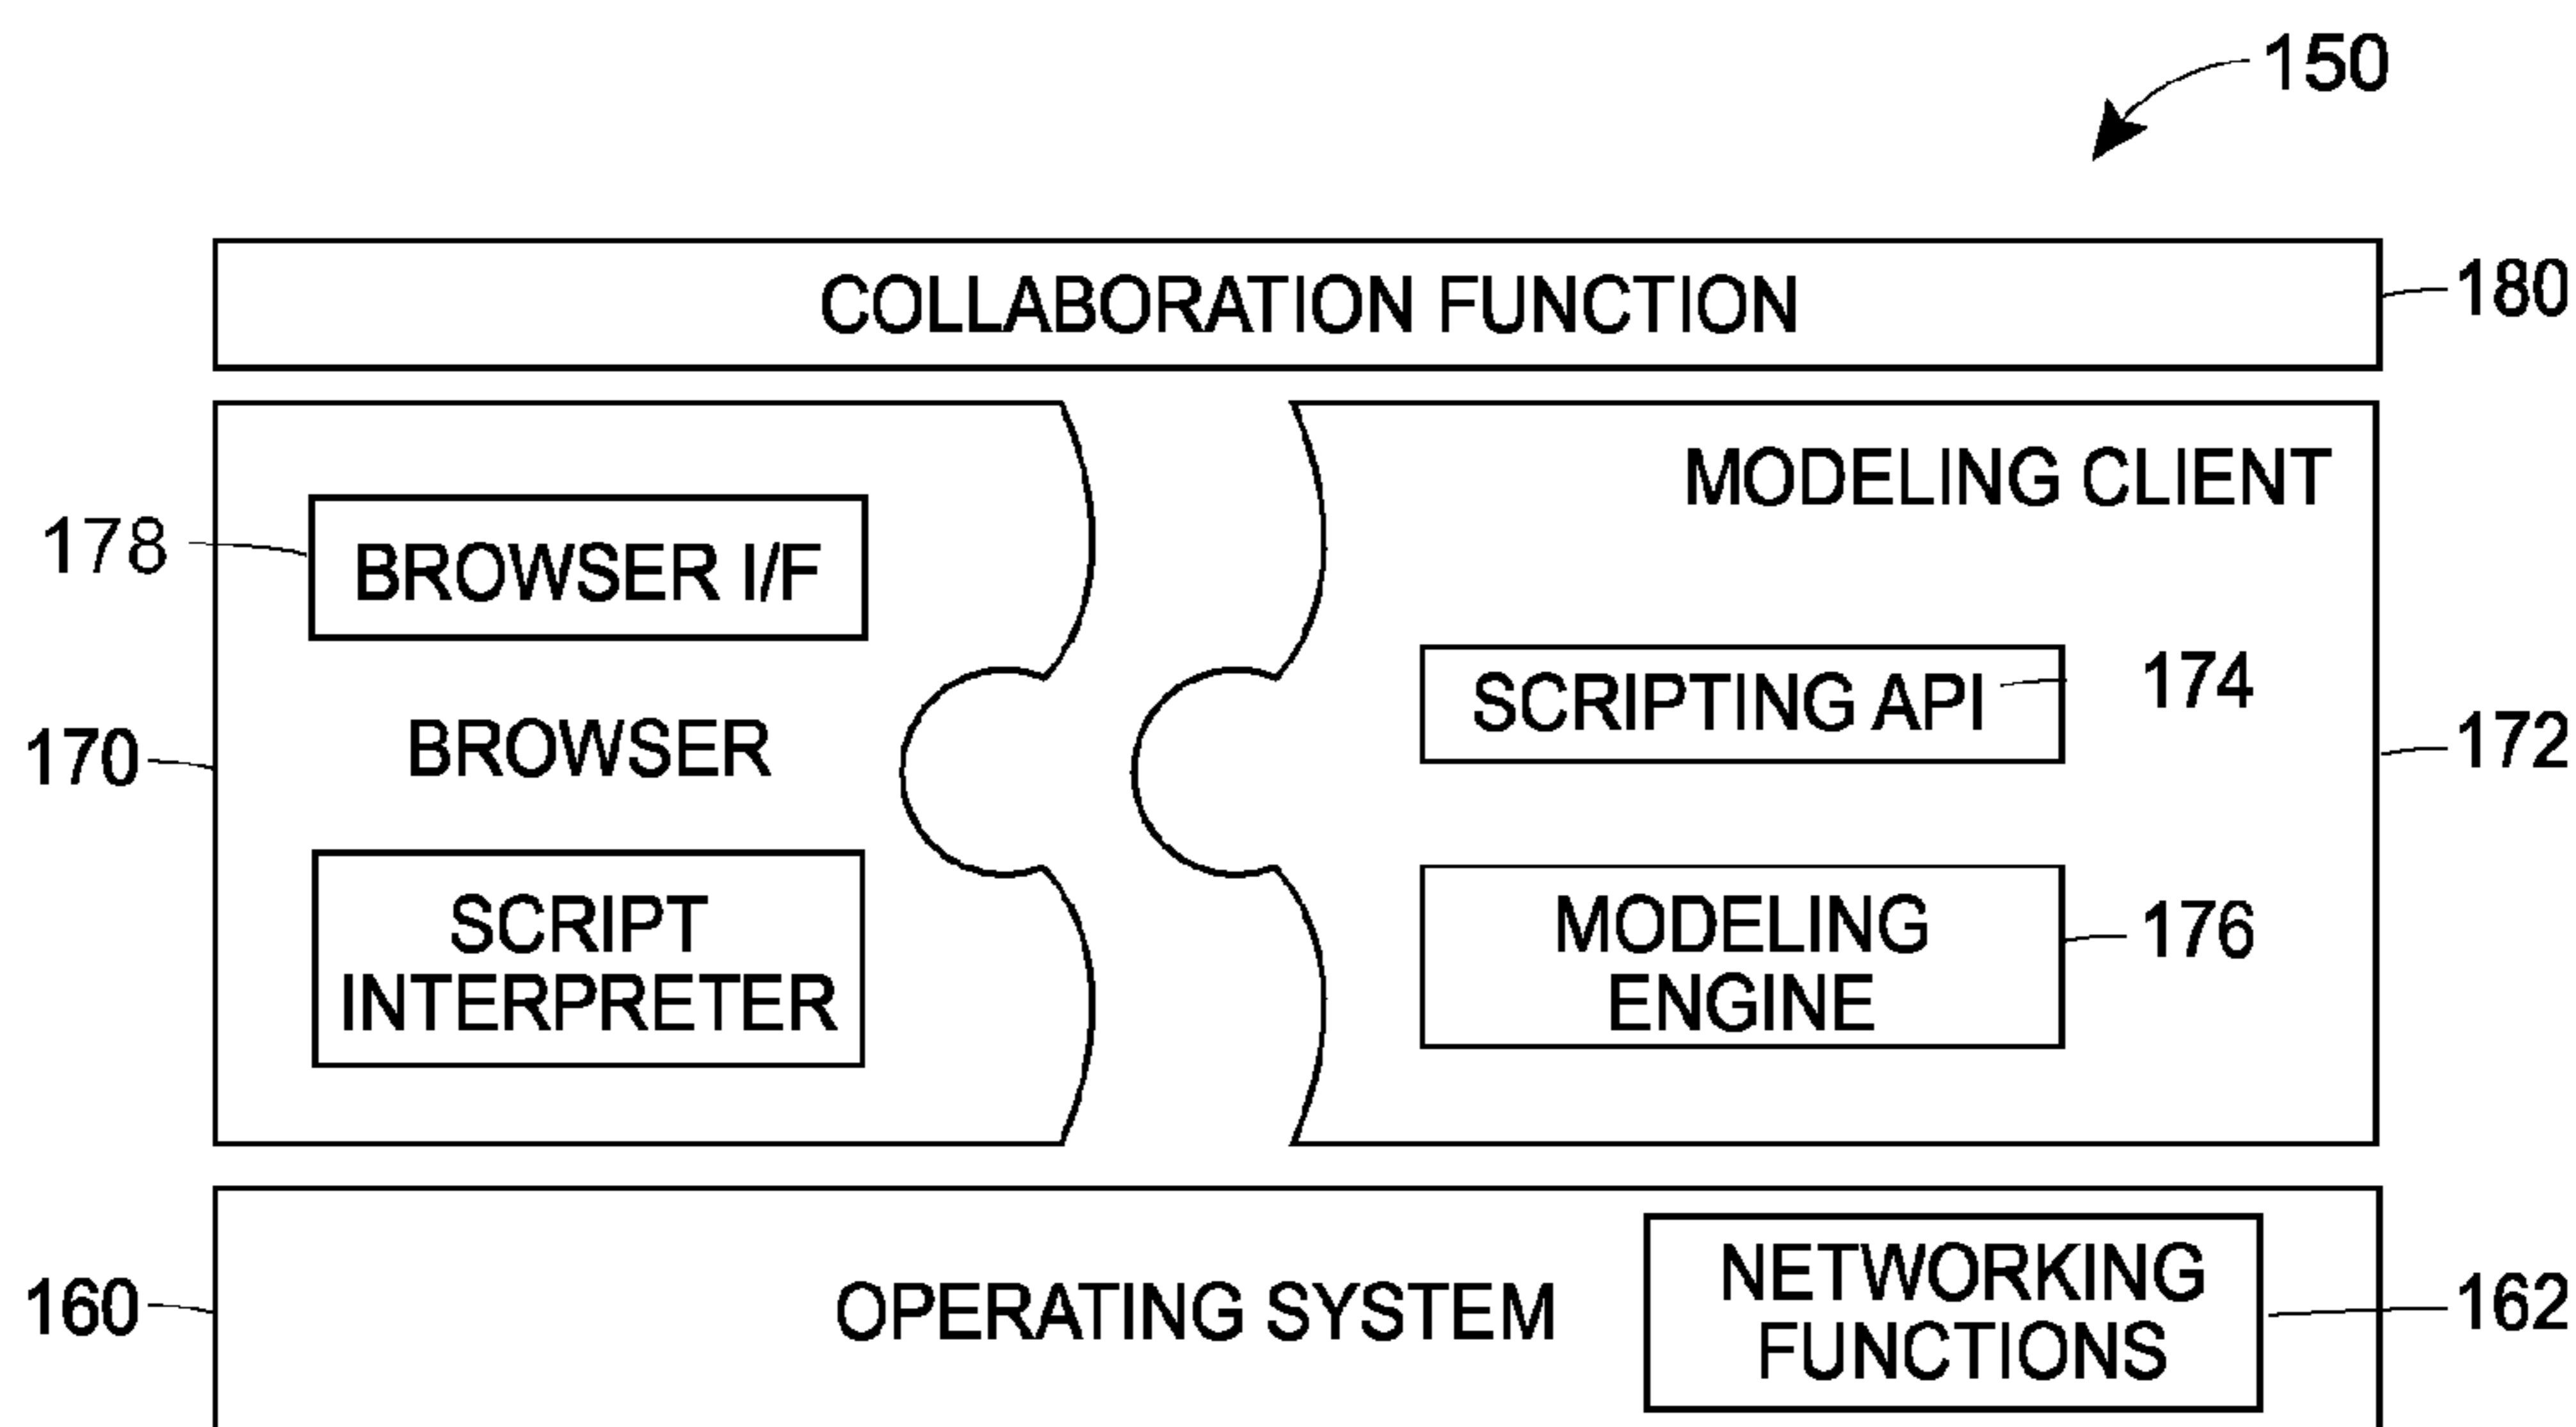 150
COLLABORATION FUNCTION
180
MODELING CLIENT
178
BROWSER I/F
SCRIPTING API
174
170
BROWSER
172
SCRIPT
INTERPRETER
MODELING
ENGINE
176
160
OPERATING SYSTEM
NETWORKING
FUNCTIONS
162